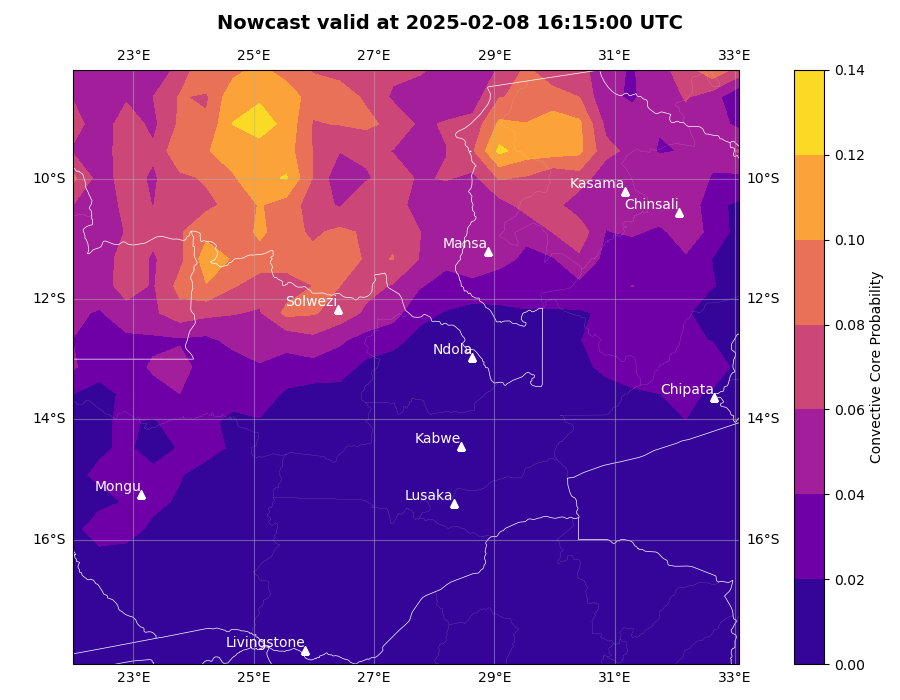 Nowcast valid at 2025-02-08 16:15:00 UTC
23°E 25°E 27°E 29°E 31°E 33°E
0.14
0.12
10°S 10°S
Kasama
Chinsali
0.10
Mansa
12°S 12°S
Solwezi
0.08
Convective Core Probability
Ndola
Chipata
0.06
14°S 14°S
Kabwe
Mongu
Lusaka
0.04
16°S 16°S
0.02
Livingstone
0.00
23°E 25°E 27°E 29°E 31°E 33°E